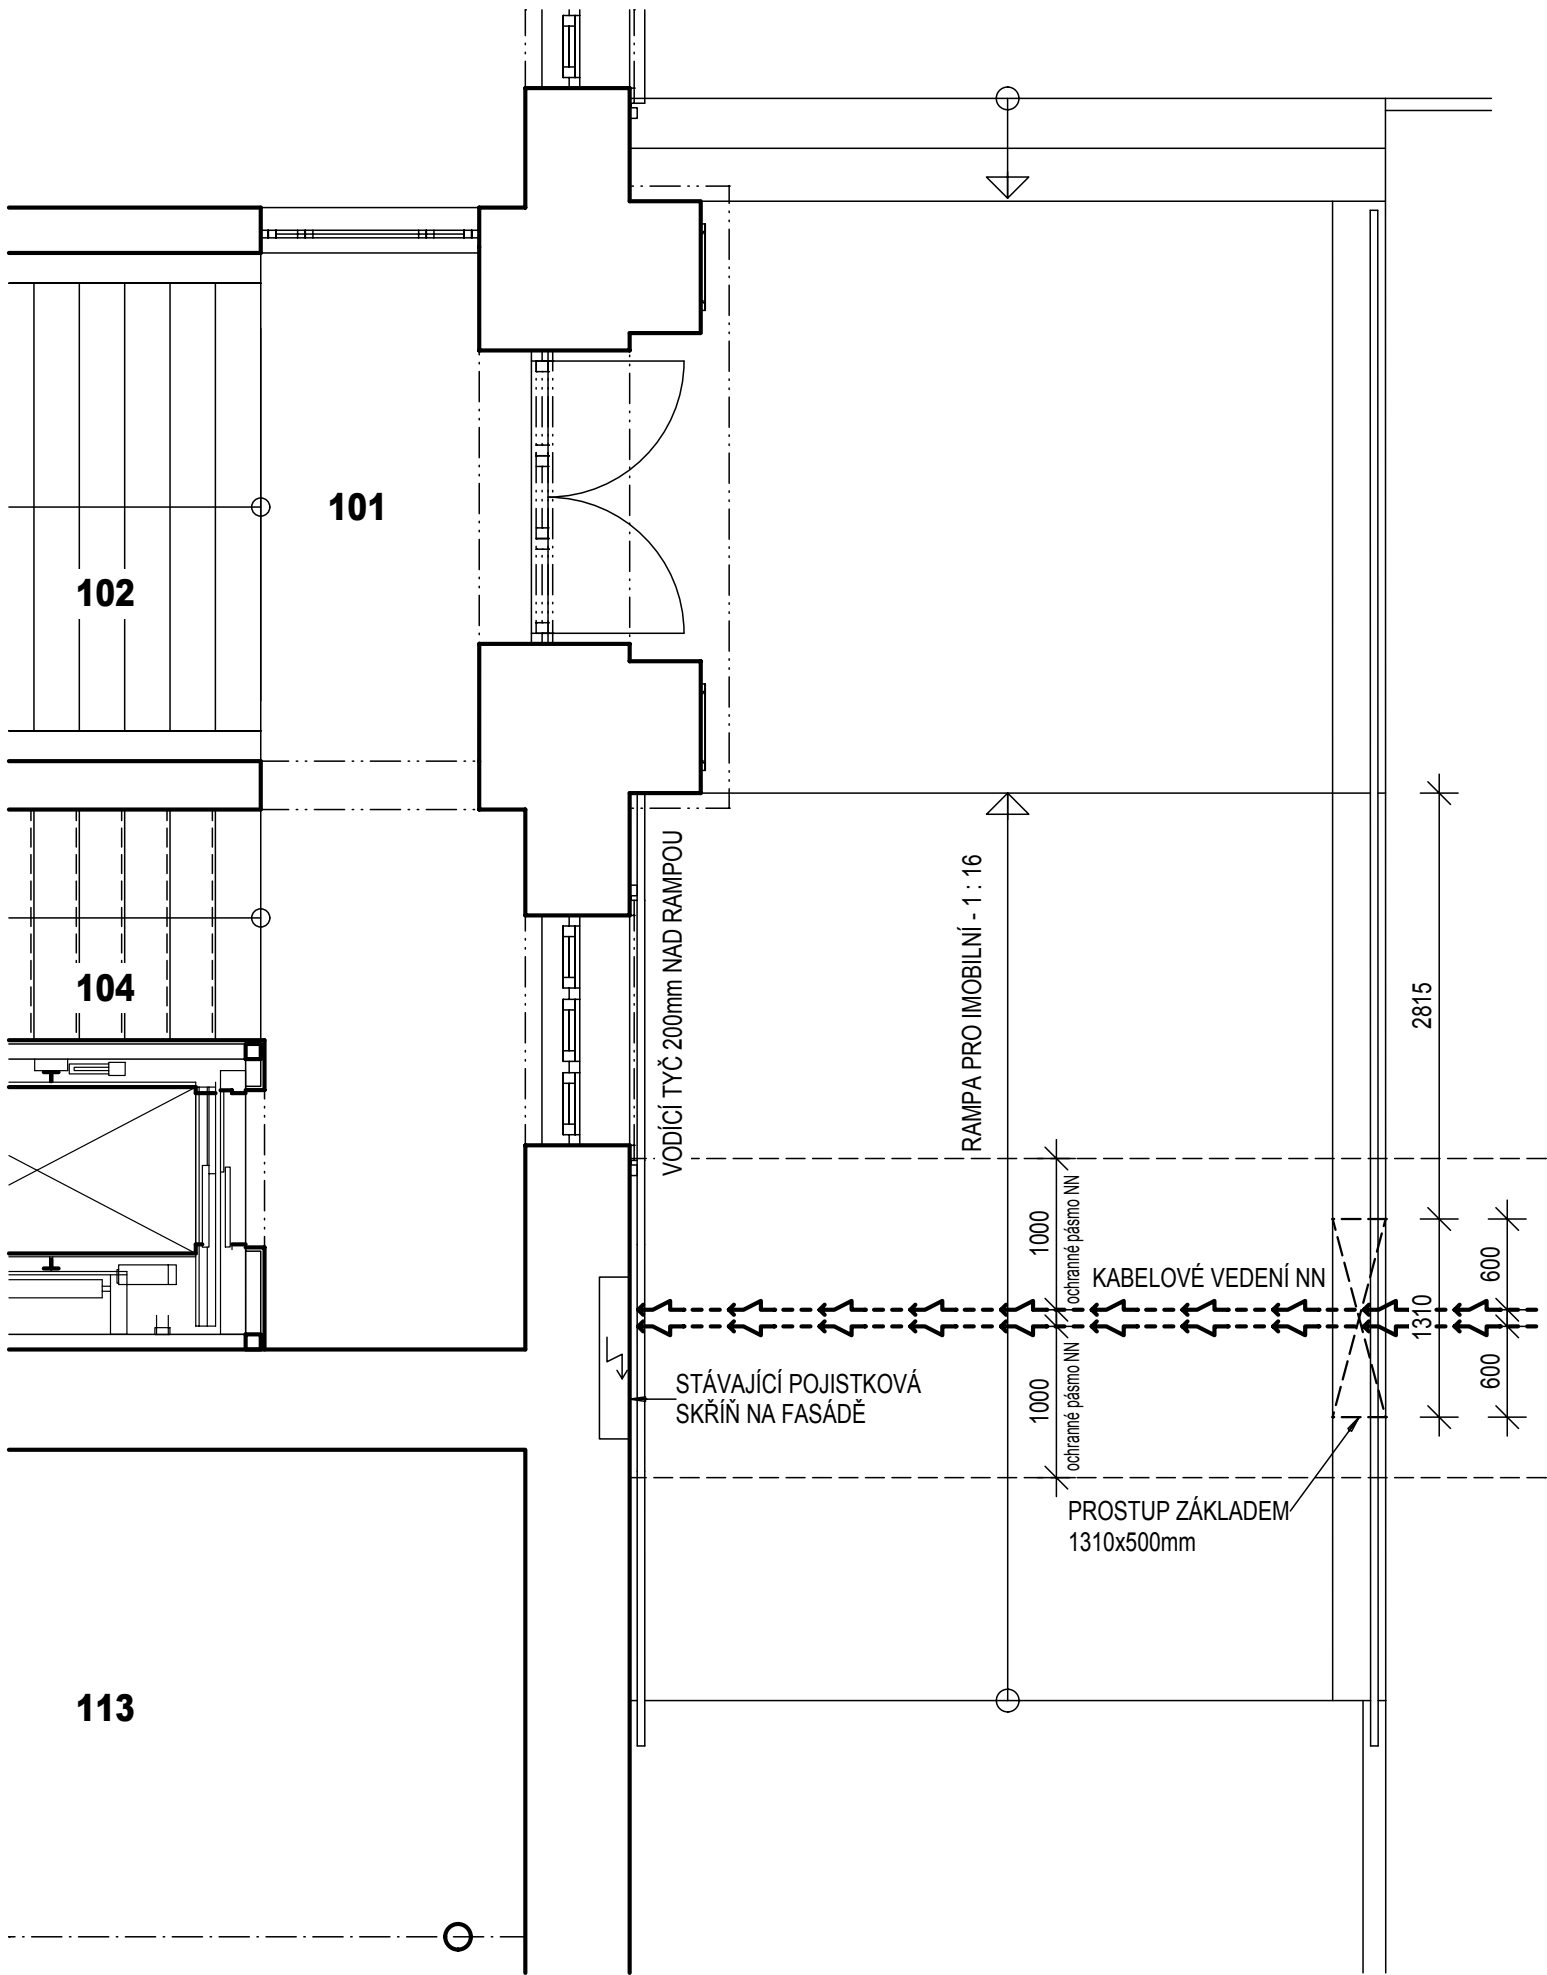 101
102
VODÍCÍ TYČ 200mm NAD RAMPOU
RAMPA PRO IMOBILNÍ - 1 : 16
104
2815
1000
ochranné pásmo NN
KABELOVÉ VEDENÍ NN
600
1310
1000
ochranné pásmo NN
600
STÁVAJÍCÍ POJISTKOVÁ
SKŘÍŇ NA FASÁDĚ
PROSTUP ZÁKLADEM
1310x500mm
113